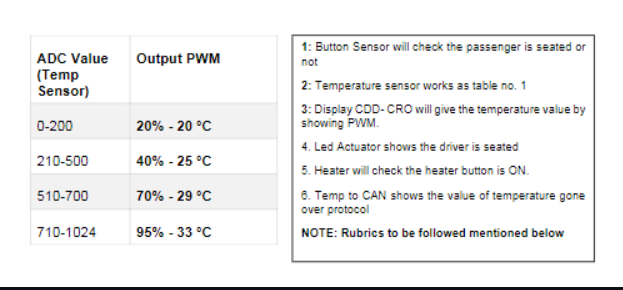 ADC Value
(Temp
Sensor)
Output PWM
0-200
20% - 20 °C
210-500
40% - 25 °C
510-700
70% - 29 °C
710-1024
95% - 33 °C
1: Button Sensor will check the passenger is seated or
not
2: Temperature sensor works as table no. 1
3: Display CDD- CRO will give the temperature value by
showing PWM.
4. Led Actuator shows the driver is seated
5. Heater will check the heater button is ON.
6. Temp to CAN shows the value of temperature gone
over protocol
NOTE: Rubrics to be followed mentioned below